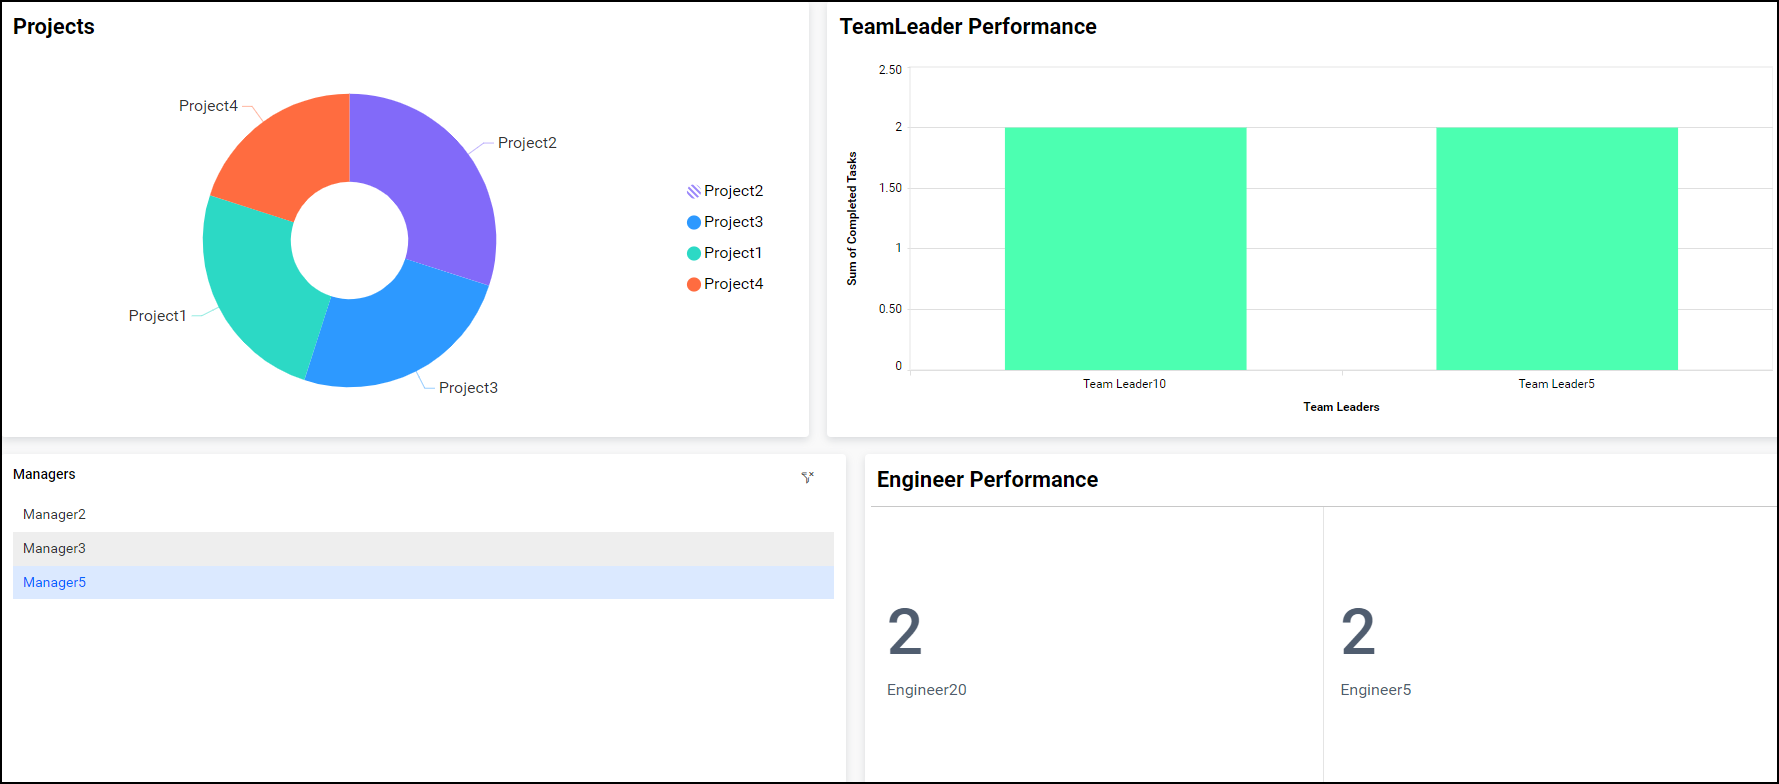 Projects
Project4
Project2
Project1
Project3
Project2
Project3
Project1
Project4
TeamLeader Performance
2.50
2
1.50
1
0.50
0
Sum of Completed Tasks
Team Leader10
Team Leader5
Team Leaders
Managers
Manager2
Manager3
Manager5
Engineer Performance
2
Engineer20
2
Engineer5